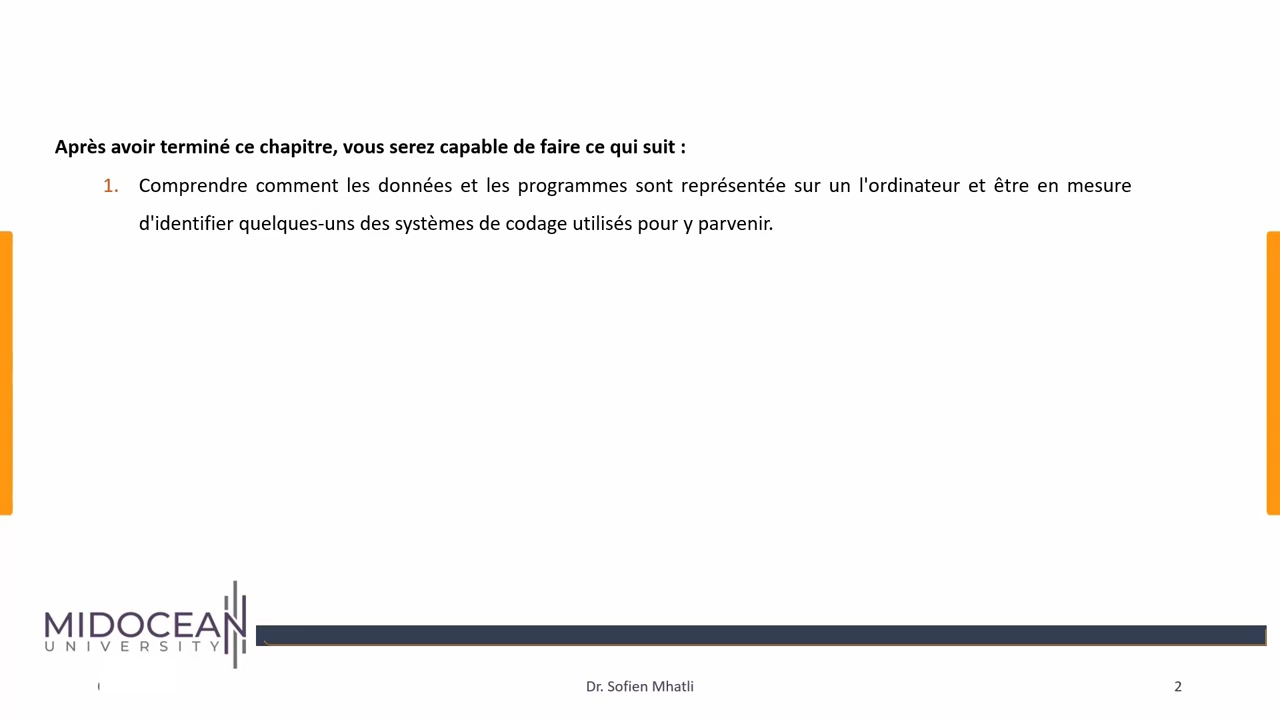 Après avoir terminé ce chapitre, vous serez capable de faire ce qui suit :
1. Comprendre comment les données et les programmes sont représentée sur un l'ordinateur et être en mesure
d'identifier quelques-uns des systèmes de codage utilisés pour y parvenir.
MIDOCEAN
UNIVERSITY
Dr. Sofien Mhatli
2